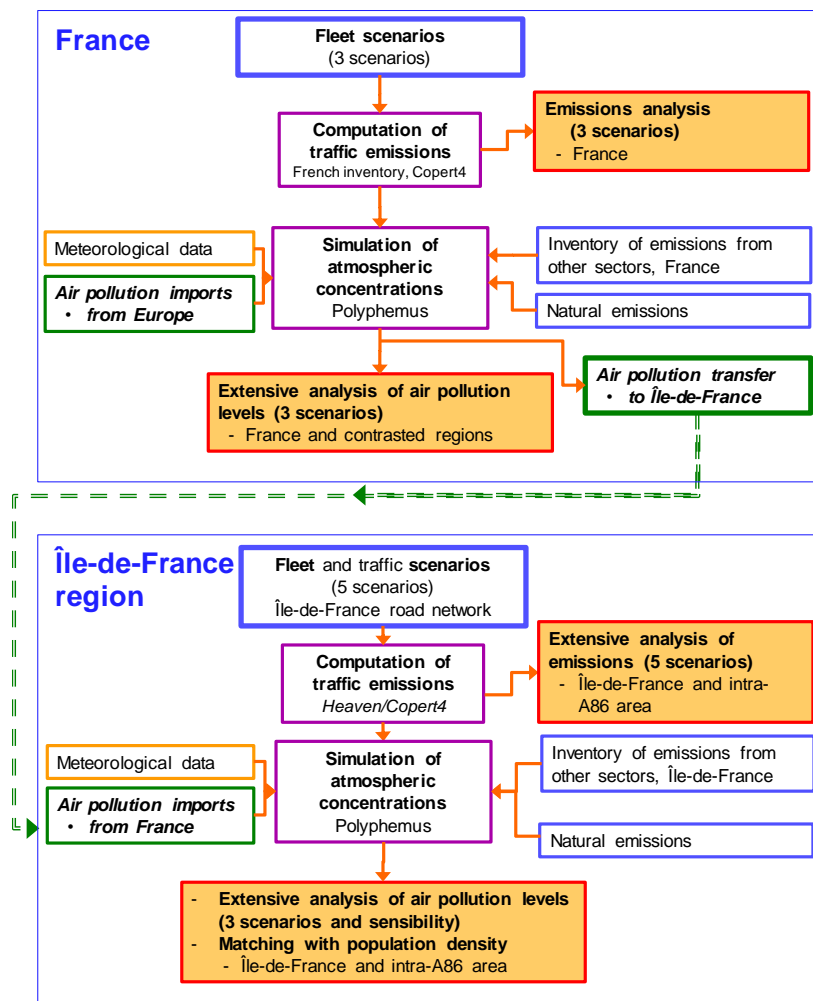 France
Fleet scenarios
(3 scenarios)
Emissions analysis
(3 scenarios)
- France
Computation of
traffic emissions
French inventory, Copert4
Meteorological data
Air pollution imports
• from Europe
Simulation of
atmospheric
concentrations
Polyphemus
Inventory of emissions from
other sectors, France
Natural emissions
Extensive analysis of air pollution
levels (3 scenarios)
- France and contrasted regions
Air pollution transfer
• to Île-de-France
Île-de-France
region
Fleet and traffic scenarios
(5 scenarios)
Île-de-France road network
Computation of
traffic emissions
Heaven/Copert4
Extensive analysis of
emissions (5 scenarios)
- Île-de-France and intra-
A86 area
Meteorological data
Air pollution imports
• from France
Simulation of
atmospheric
concentrations
Polyphemus
Inventory of emissions from
other sectors, Île-de-France
Natural emissions
- Extensive analysis of air pollution levels
(3 scenarios and sensibility)
- Matching with population density
- Île-de-France and intra-A86 area